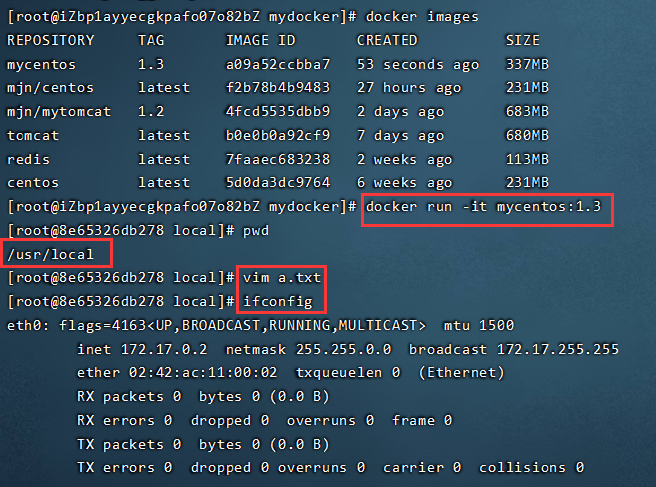 [root@iZbp1ayyecgkpafo07o82bZ mydocker]# docker images
REPOSITORY TAG IMAGE ID CREATED SIZE
mycentos 1.3 a09a52ccbba7 53 seconds ago 337MB
mjn/centos latest f2b78b4b9483 27 hours ago 231MB
mjn/mytomcat 1.2 4fcd5535dbb9 2 days ago 683MB
tomcat latest b0e0b0a92cf9 7 days ago 680MB
redis latest 7faaec683238 2 weeks ago 113MB
centos latest 5d0da3dc9764 6 weeks ago 231MB
[root@iZbp1ayyecgkpafo07o82bZ mydocker]# docker run -it mycentos:1.3
[root@8e65326db278 local]# pwd
/usr/local
[root@8e65326db278 local]# vim a.txt
[root@8e65326db278 local]# ifconfig
eth0: flags=4163<UP,BROADCAST,RUNNING,MULTICAST> mtu 1500
inet 172.17.0.2 netmask 255.255.0.0 broadcast 172.17.255.255
ether 02:42:ac:11:00:02 txqueuelen 0 (Ethernet)
RX packets 0 bytes 0 (0.0 B)
RX errors 0 dropped 0 overruns 0 frame 0
TX packets 0 bytes 0 (0.0 B)
TX errors 0 dropped 0 overruns 0 carrier 0 collisions 0